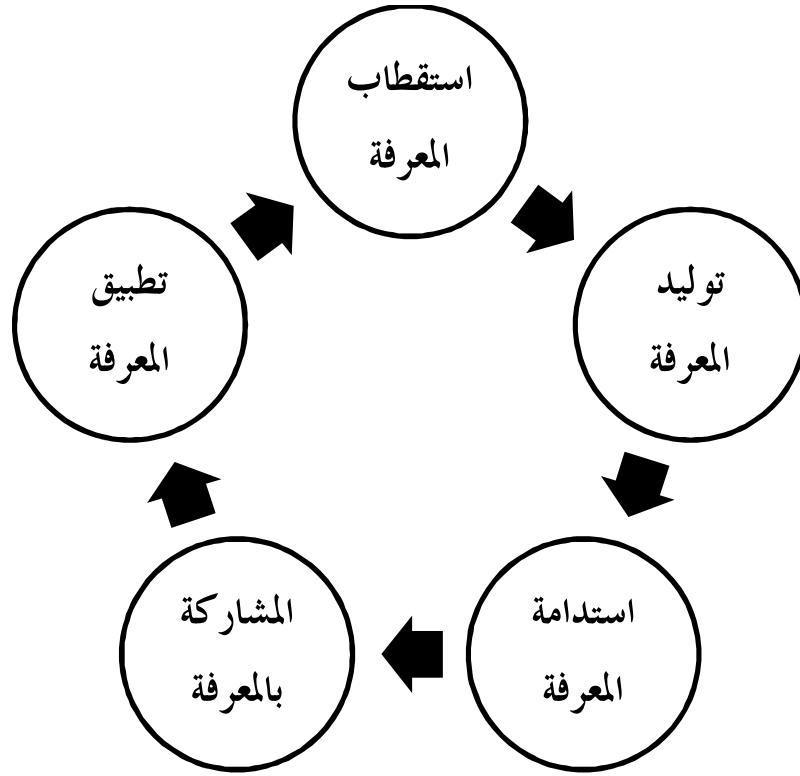 استقطاب
المعرفة
توليد
المعرفة
استدامة
المعرفة
المشاركة
بالمعرفة
تطبيق
المعرفة